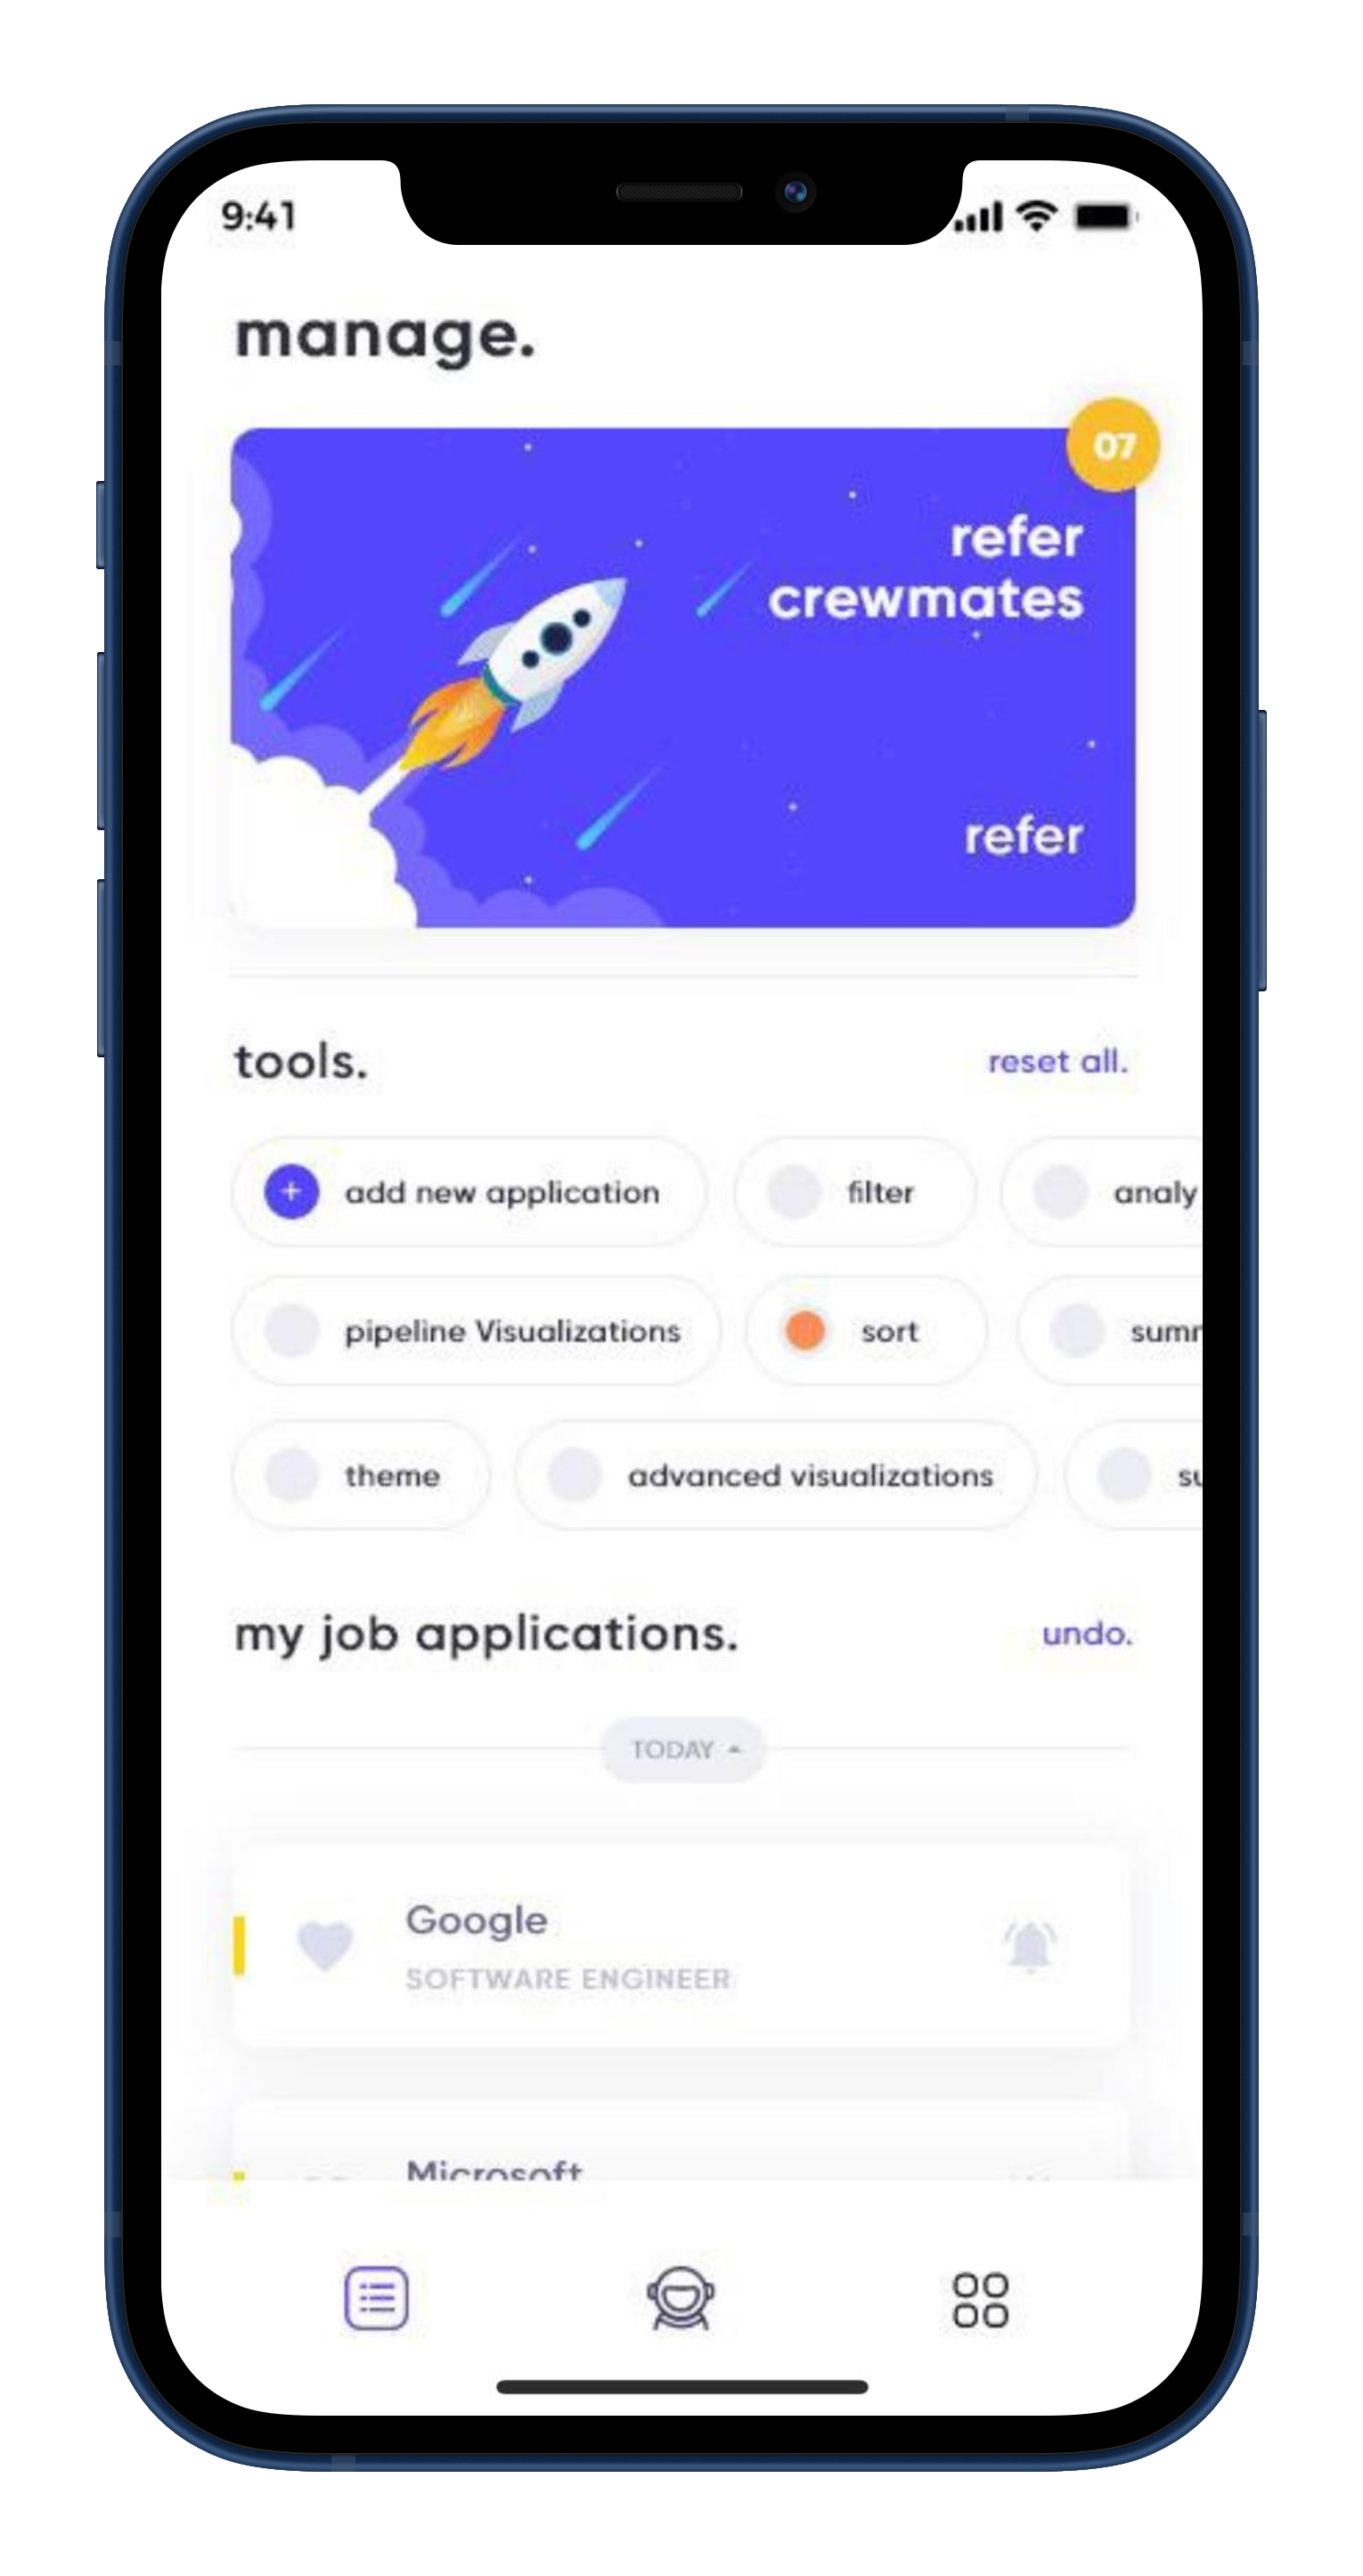 9:41
manage.
07
refer
crewmates
refer
tools.
reset all.
add new application
filter
analy
pipeline Visualizations
sort
sum
theme
advanced visualizations
su
my job applications.
undo.
TODAY
Google
SOFTWARE ENGINEER
Microsoft